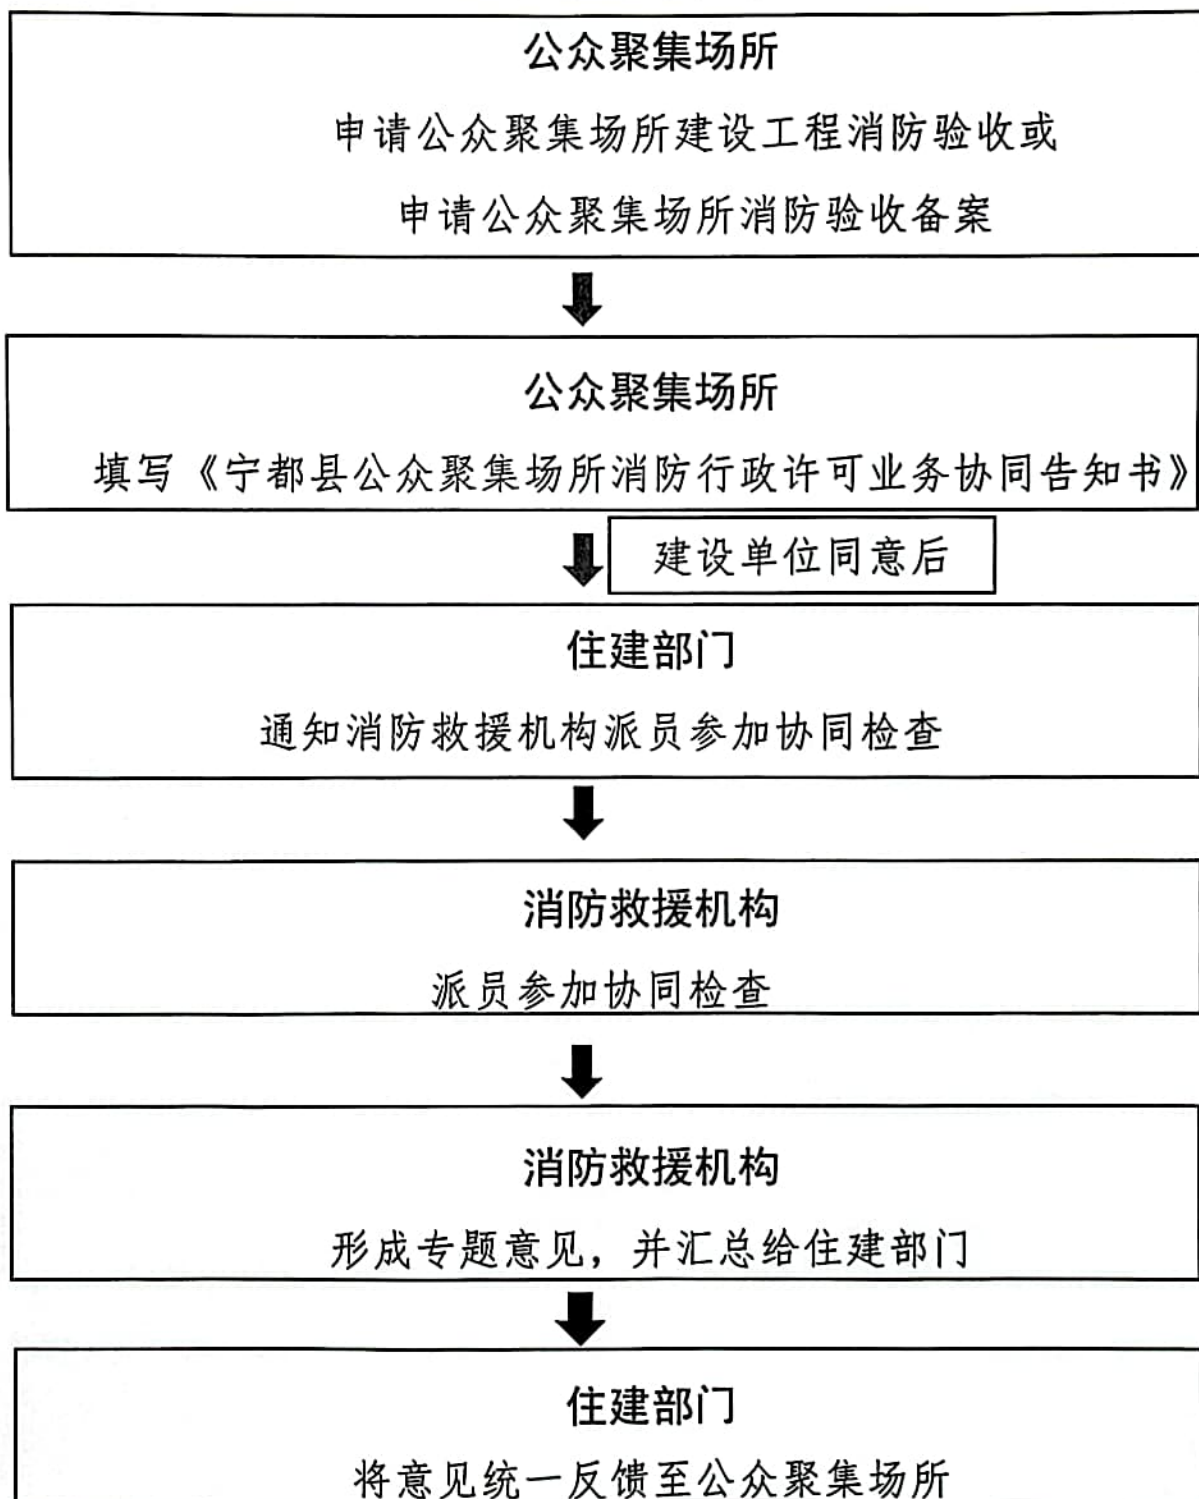 公众聚集场所
申请公众聚集场所建设工程消防验收或
申请公众聚集场所消防验收备案
公众聚集场所
填写《宁都县公众聚集场所消防行政许可业务协同告知书》
建设单位同意后
住建部门
通知消防救援机构派员参加协同检查
消防救援机构
派员参加协同检查
消防救援机构
形成专题意见，并汇总给住建部门
住建部门
将意见统一反馈至公众聚集场所